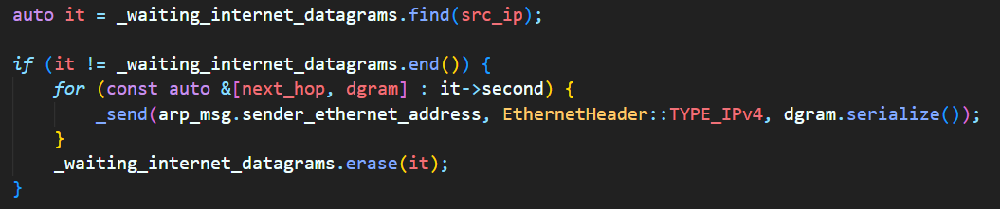 auto it = _waiting_internet_datagrams.find(src_ip);
if (it != _waiting_internet_datagrams.end()) {
for (const auto &[next_hop, dgram] : it->second) {
_send(arp_msg.sender_ethernet_address, EthernetHeader::TYPE_IPv4, dgram.serialize());
}
_waiting_internet_datagrams.erase(it);
}